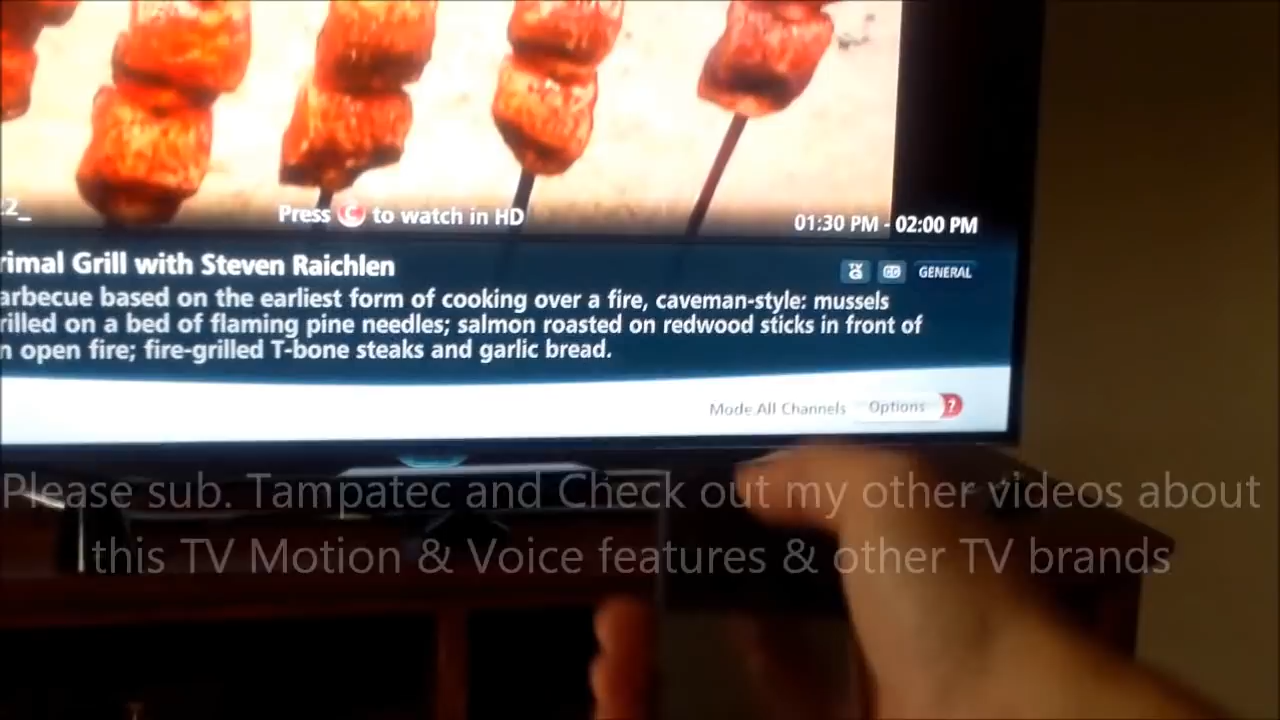 22_
Press C to watch in HD
01:30 PM - 02:00 PM
rimal Grill with Steven Raichlen
TV G CC GENERAL
arbecue based on the earliest form of cooking over a fire, caveman-style: mussels
rilled on a bed of flaming pine needles; salmon roasted on redwood sticks in front of
n open fire; fire-grilled T-bone steaks and garlic bread.
Mode:All Channels Options ?
Please sub. Tampatec and Check out my other videos about
this TV Motion & Voice features & other TV brands